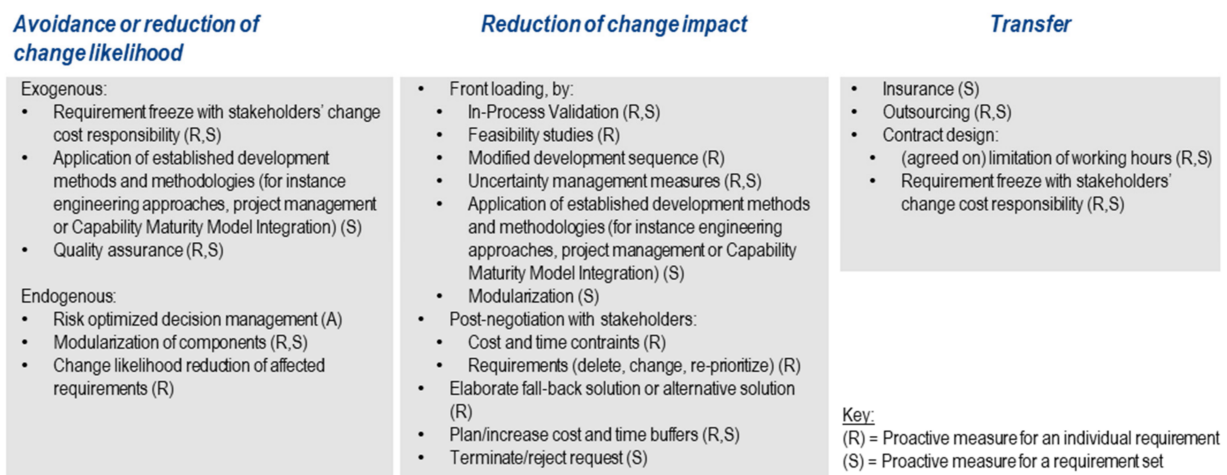 Avoidance or reduction of
change likelihood
Exogenous:
• Requirement freeze with stakeholders' change
cost responsibility (R,S)
• Application of established development
methods and methodologies (for instance
engineering approaches, project management
or Capability Maturity Model Integration) (S)
• Quality assurance (R,S)
Endogenous:
• Risk optimized decision management (A)
• Modularization of components (R,S)
• Change likelihood reduction of affected
requirements (R)
Reduction of change impact
• Front loading, by:
• In-Process Validation (R,S)
• Feasibility studies (R)
• Modified development sequence (R)
• Uncertainty management measures (R,S)
• Application of established development methods
and methodologies (for instance engineering
approaches, project management or Capability
Maturity Model Integration) (S)
• Modularization (S)
• Post-negotiation with stakeholders:
• Cost and time contraints (R)
• Requirements (delete, change, re-prioritize) (R)
• Elaborate fall-back solution or alternative solution
(R)
• Plan/increase cost and time buffers (R,S)
• Terminate/reject request (S)
Transfer
• Insurance (S)
• Outsourcing (R,S)
• Contract design:
• (agreed on) limitation of working hours (R,S)
• Requirement freeze with stakeholders'
change cost responsibility (R,S)
Key:
(R) = Proactive measure for an individual requirement
(S) = Proactive measure for a requirement set